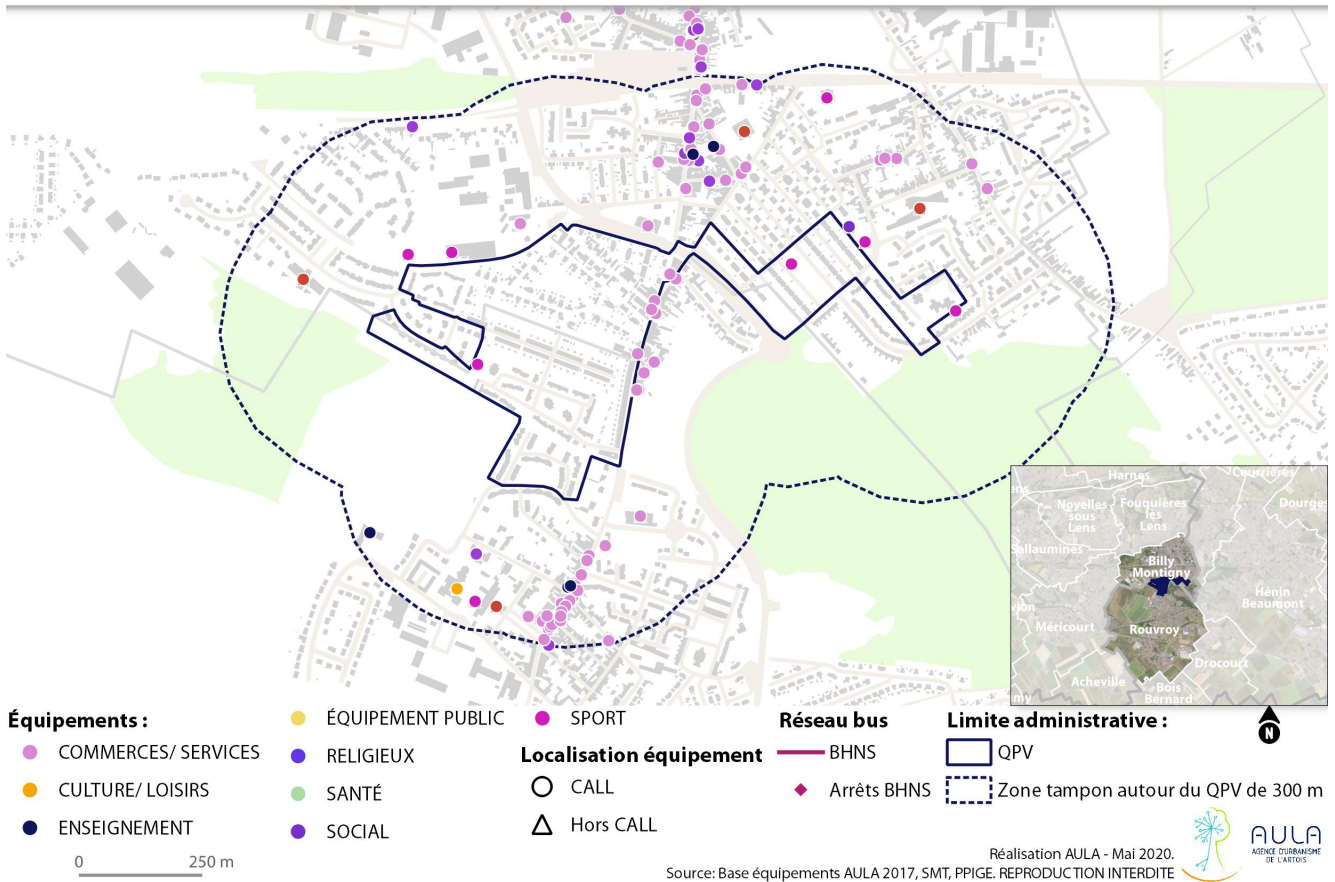 Harnes
Courrières
Noyelles
sous
Lens
Fouquières
lès
Lens
Dourges
Sallaumines
Billy
Montigny
Hénin
Beaumont
Méricourt
Rouvroy
Drocourt
Acheville
Bois
Bernard
N
Équipements :
COMMERCES/ SERVICES
CULTURE/ LOISIRS
ENSEIGNEMENT
ÉQUIPEMENT PUBLIC
RELIGIEUX
SANTÉ
SOCIAL
SPORT
Localisation équipement
CALL
Hors CALL
Réseau bus
BHNS
Arrêts BHNS
Limite administrative :
QPV
Zone tampon autour du QPV de 300 m
0 250 m
Réalisation AULA - Mai 2020.
Source: Base équipements AULA 2017, SMT, PPIGE. REPRODUCTION INTERDITE
AULA
AGENCE D'URBANISME
DE L'ARTOIS